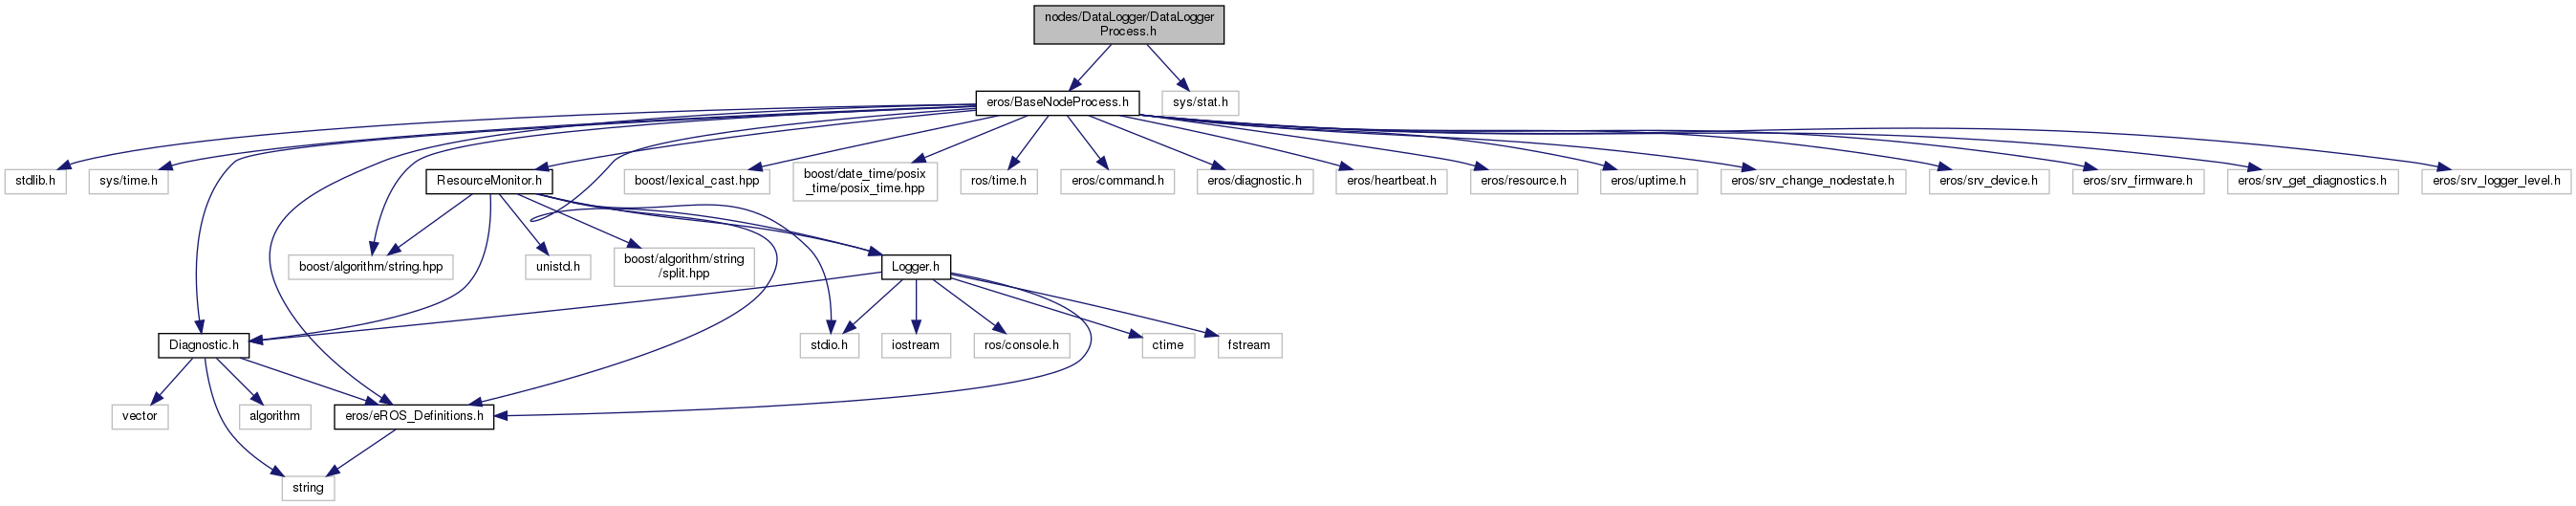 nodes/DataLogger/DataLogger
Process.h
eros/BaseNodeProcess.h
sys/stat.h
stdlib.h
sys/time.h
ResourceMonitor.h
boost/lexical_cast.hpp
boost/date_time/posix
_time/posix_time.hpp
ros/time.h
eros/command.h
eros/diagnostic.h
eros/heartbeat.h
eros/resource.h
eros/uptime.h
eros/srv_change_nodestate.h
eros/srv_device.h
eros/srv_firmware.h
eros/srv_get_diagnostics.h
eros/srv_logger_level.h
boost/algorithm/string.hpp
unistd.h
boost/algorithm/string
/split.hpp
Logger.h
Diagnostic.h
stdio.h
iostream
ros/console.h
ctime
fstream
vector
algorithm
eros/eROS_Definitions.h
string